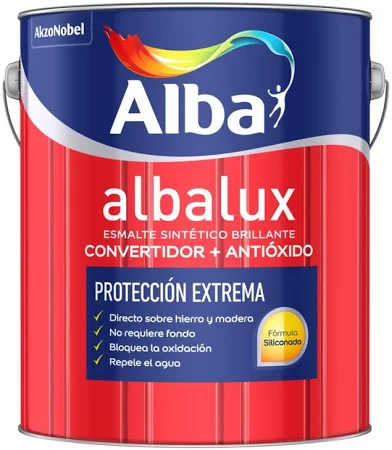 AkzoNobel
Alba
albalux
ESMALTE SINTÉTICO BRILLANTE
CONVERTIDOR + ANTIÓXIDO
PROTECCIÓN EXTREMA
✓ Directo sobre hierro y madera
✓ No requiere fondo
✓ Bloquea la oxidación
✓ Repele el agua
Fórmula
Siliconada